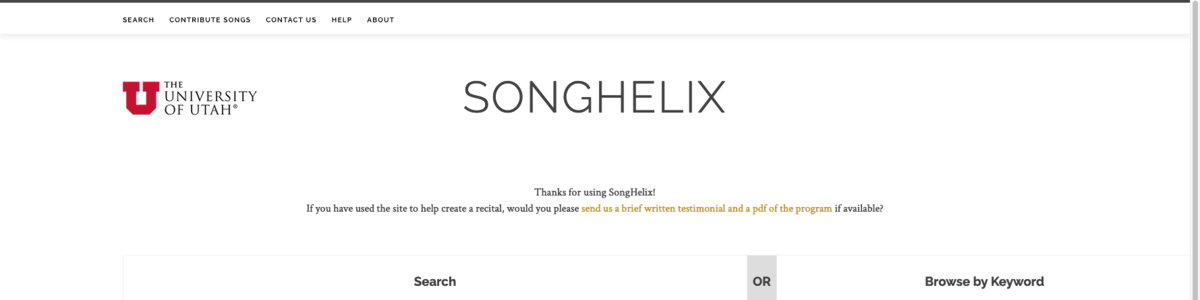 SEARCH CONTRIBUTE SONGS CONTACT US HELP ABOUT
THE
UNIVERSITY
OF UTAH®
SONGHELIX
Thanks for using SongHelix!
If you have used the site to help create a recital, would you please send us a brief written testimonial and a pdf of the program if available?
Search OR Browse by Keyword